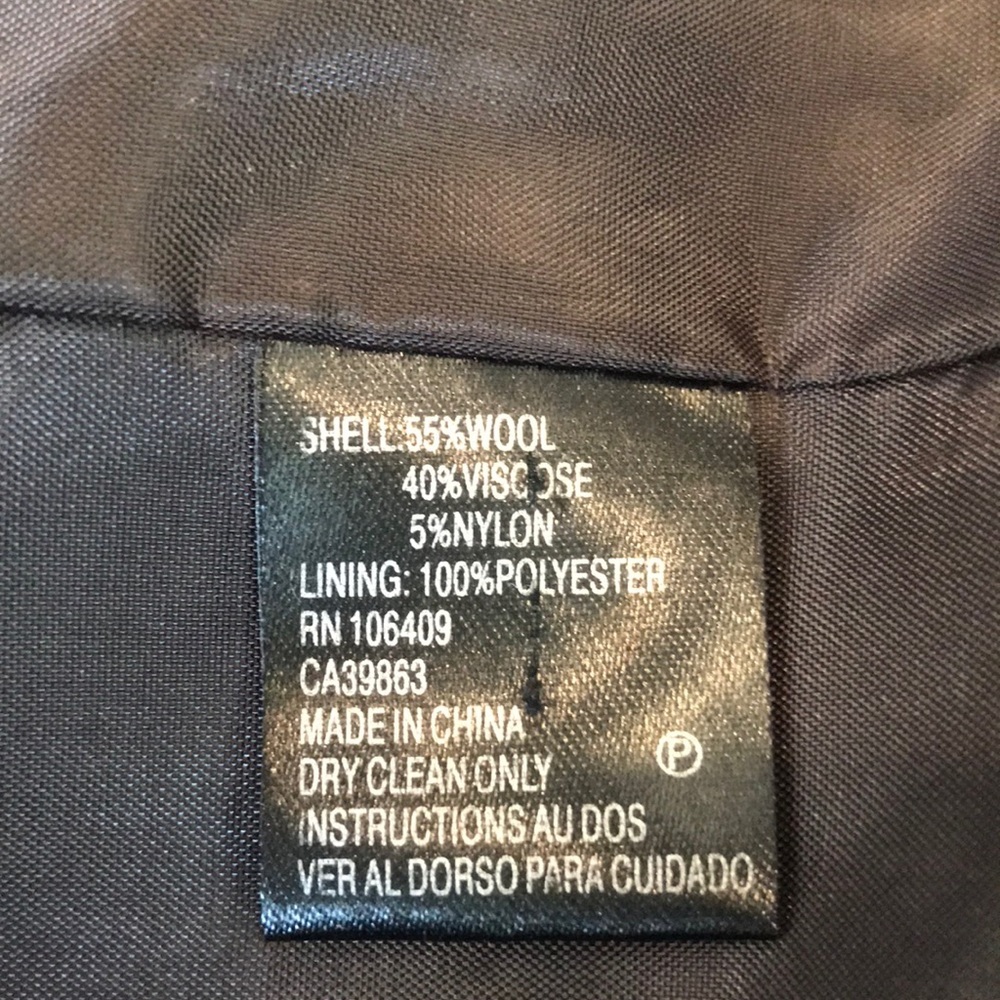 SHELL:55%WOOL
40%VISCOSE
5%NYLON
LINING: 100%POLYESTER
RN 106409
CA39863
MADE IN CHINA
DRY CLEAN ONLY
P
INSTRUCTIONS AU DOS
VER AL DORSO PARA CUIDADO